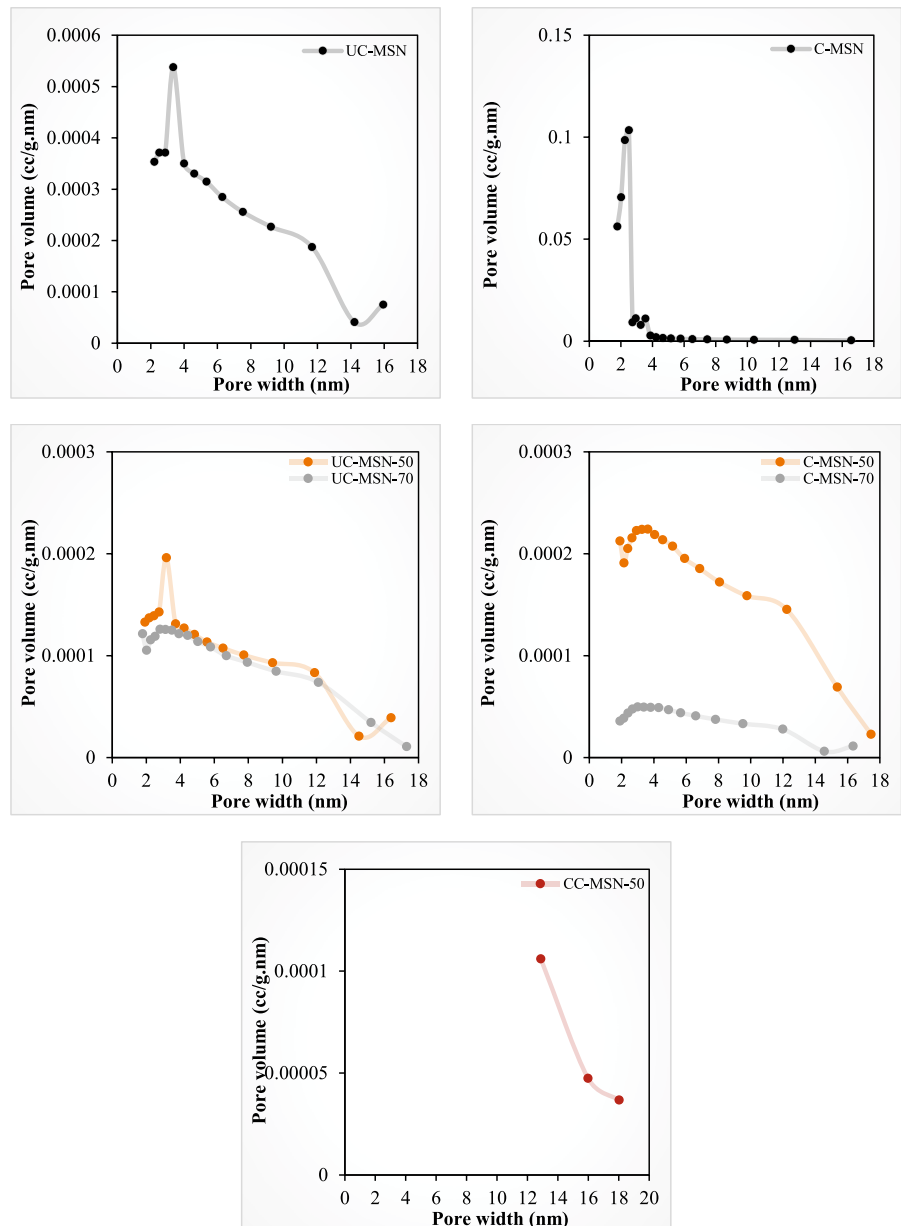 0.0006
0.0005
0.0004
0.0003
0.0002
0.0001
0
Pore volume (cc/g.nm)
UC-MSN
0 2 4 6 8 10 12 14 16 18
Pore width (nm)
0.15
0.1
0.05
0
Pore volume (cc/g.nm)
C-MSN
0 2 4 6 8 10 12 14 16 18
Pore width (nm)
0.0003
0.0002
0.0001
0
Pore volume (cc/g.nm)
UC-MSN-50
UC-MSN-70
0 2 4 6 8 10 12 14 16 18
Pore width (nm)
0.0003
0.0002
0.0001
0
Pore volume (cc/g.nm)
C-MSN-50
C-MSN-70
0 2 4 6 8 10 12 14 16 18
Pore width (nm)
0.00015
0.0001
0.00005
0
Pore volume (cc/g.nm)
CC-MSN-50
0 2 4 6 8 10 12 14 16 18 20
Pore width (nm)